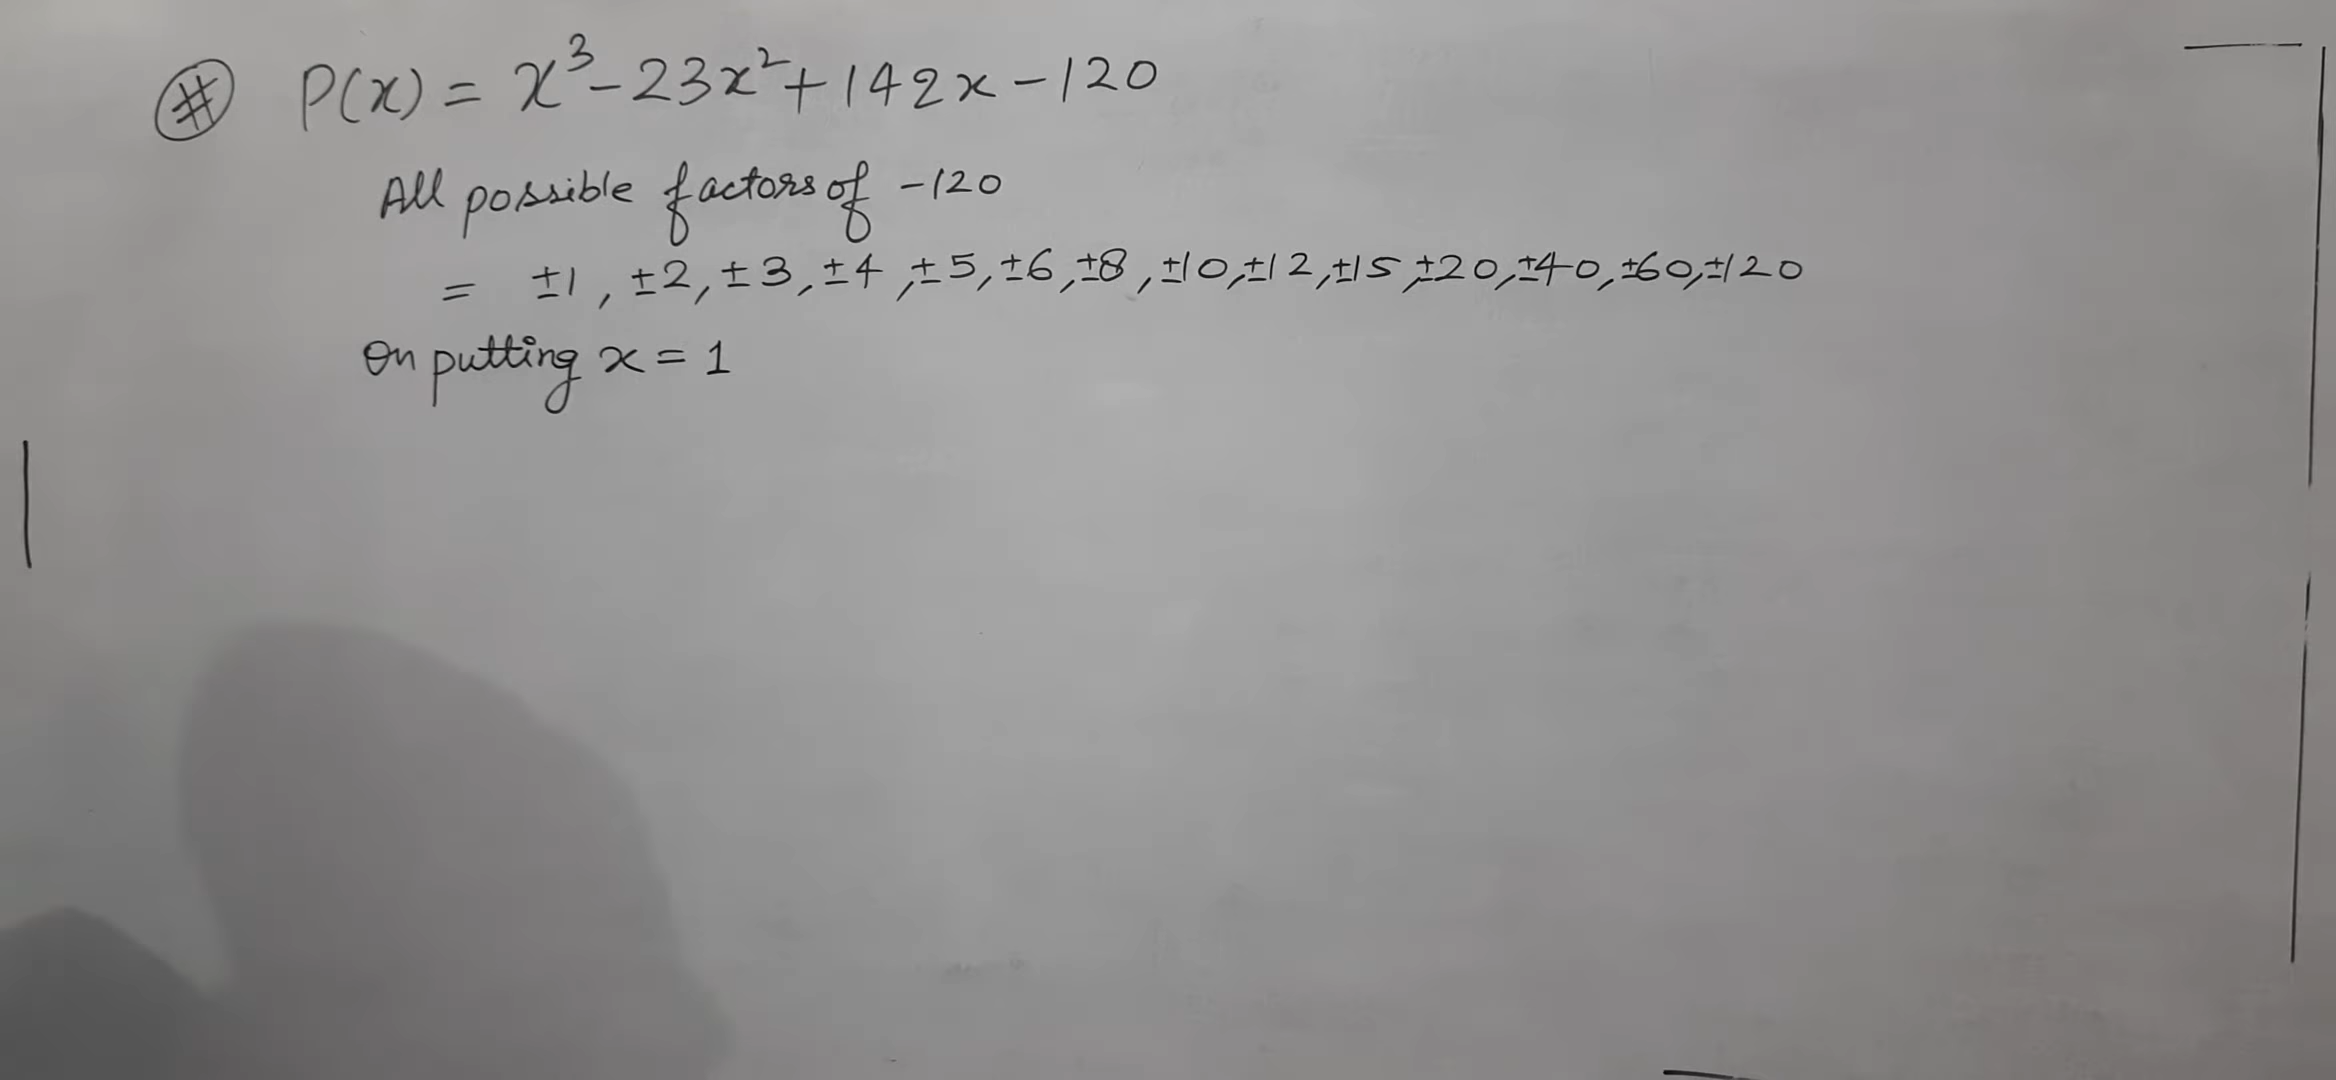 # P(x) = x³-23x²+142x-120
All possible factors of -120
= ±1, ±2, ±3, ±4, ±5, ±6, ±8, ±10, ±12, ±15, ±20, ±40, ±60, ±120
On putting x = 1